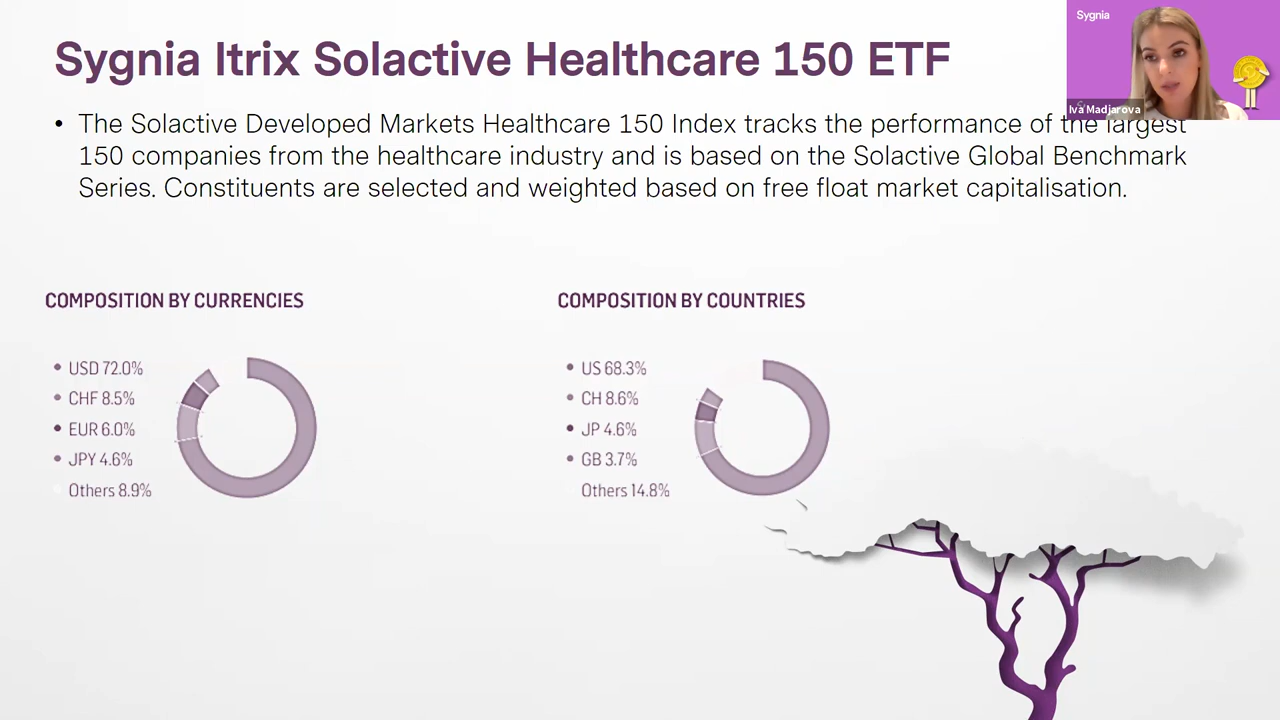 Sygnia Itrix Solactive Healthcare 150 ETF
Sygnia
Iva Madjarova
• The Solactive Developed Markets Healthcare 150 Index tracks the performance of the largest
150 companies from the healthcare industry and is based on the Solactive Global Benchmark
Series. Constituents are selected and weighted based on free float market capitalisation.
COMPOSITION BY CURRENCIES
• USD 72.0%
• CHF 8.5%
• EUR 6.0%
• JPY 4.6%
Others 8.9%
COMPOSITION BY COUNTRIES
• US 68.3%
• CH 8.6%
• JP 4.6%
• GB 3.7%
Others 14.8%